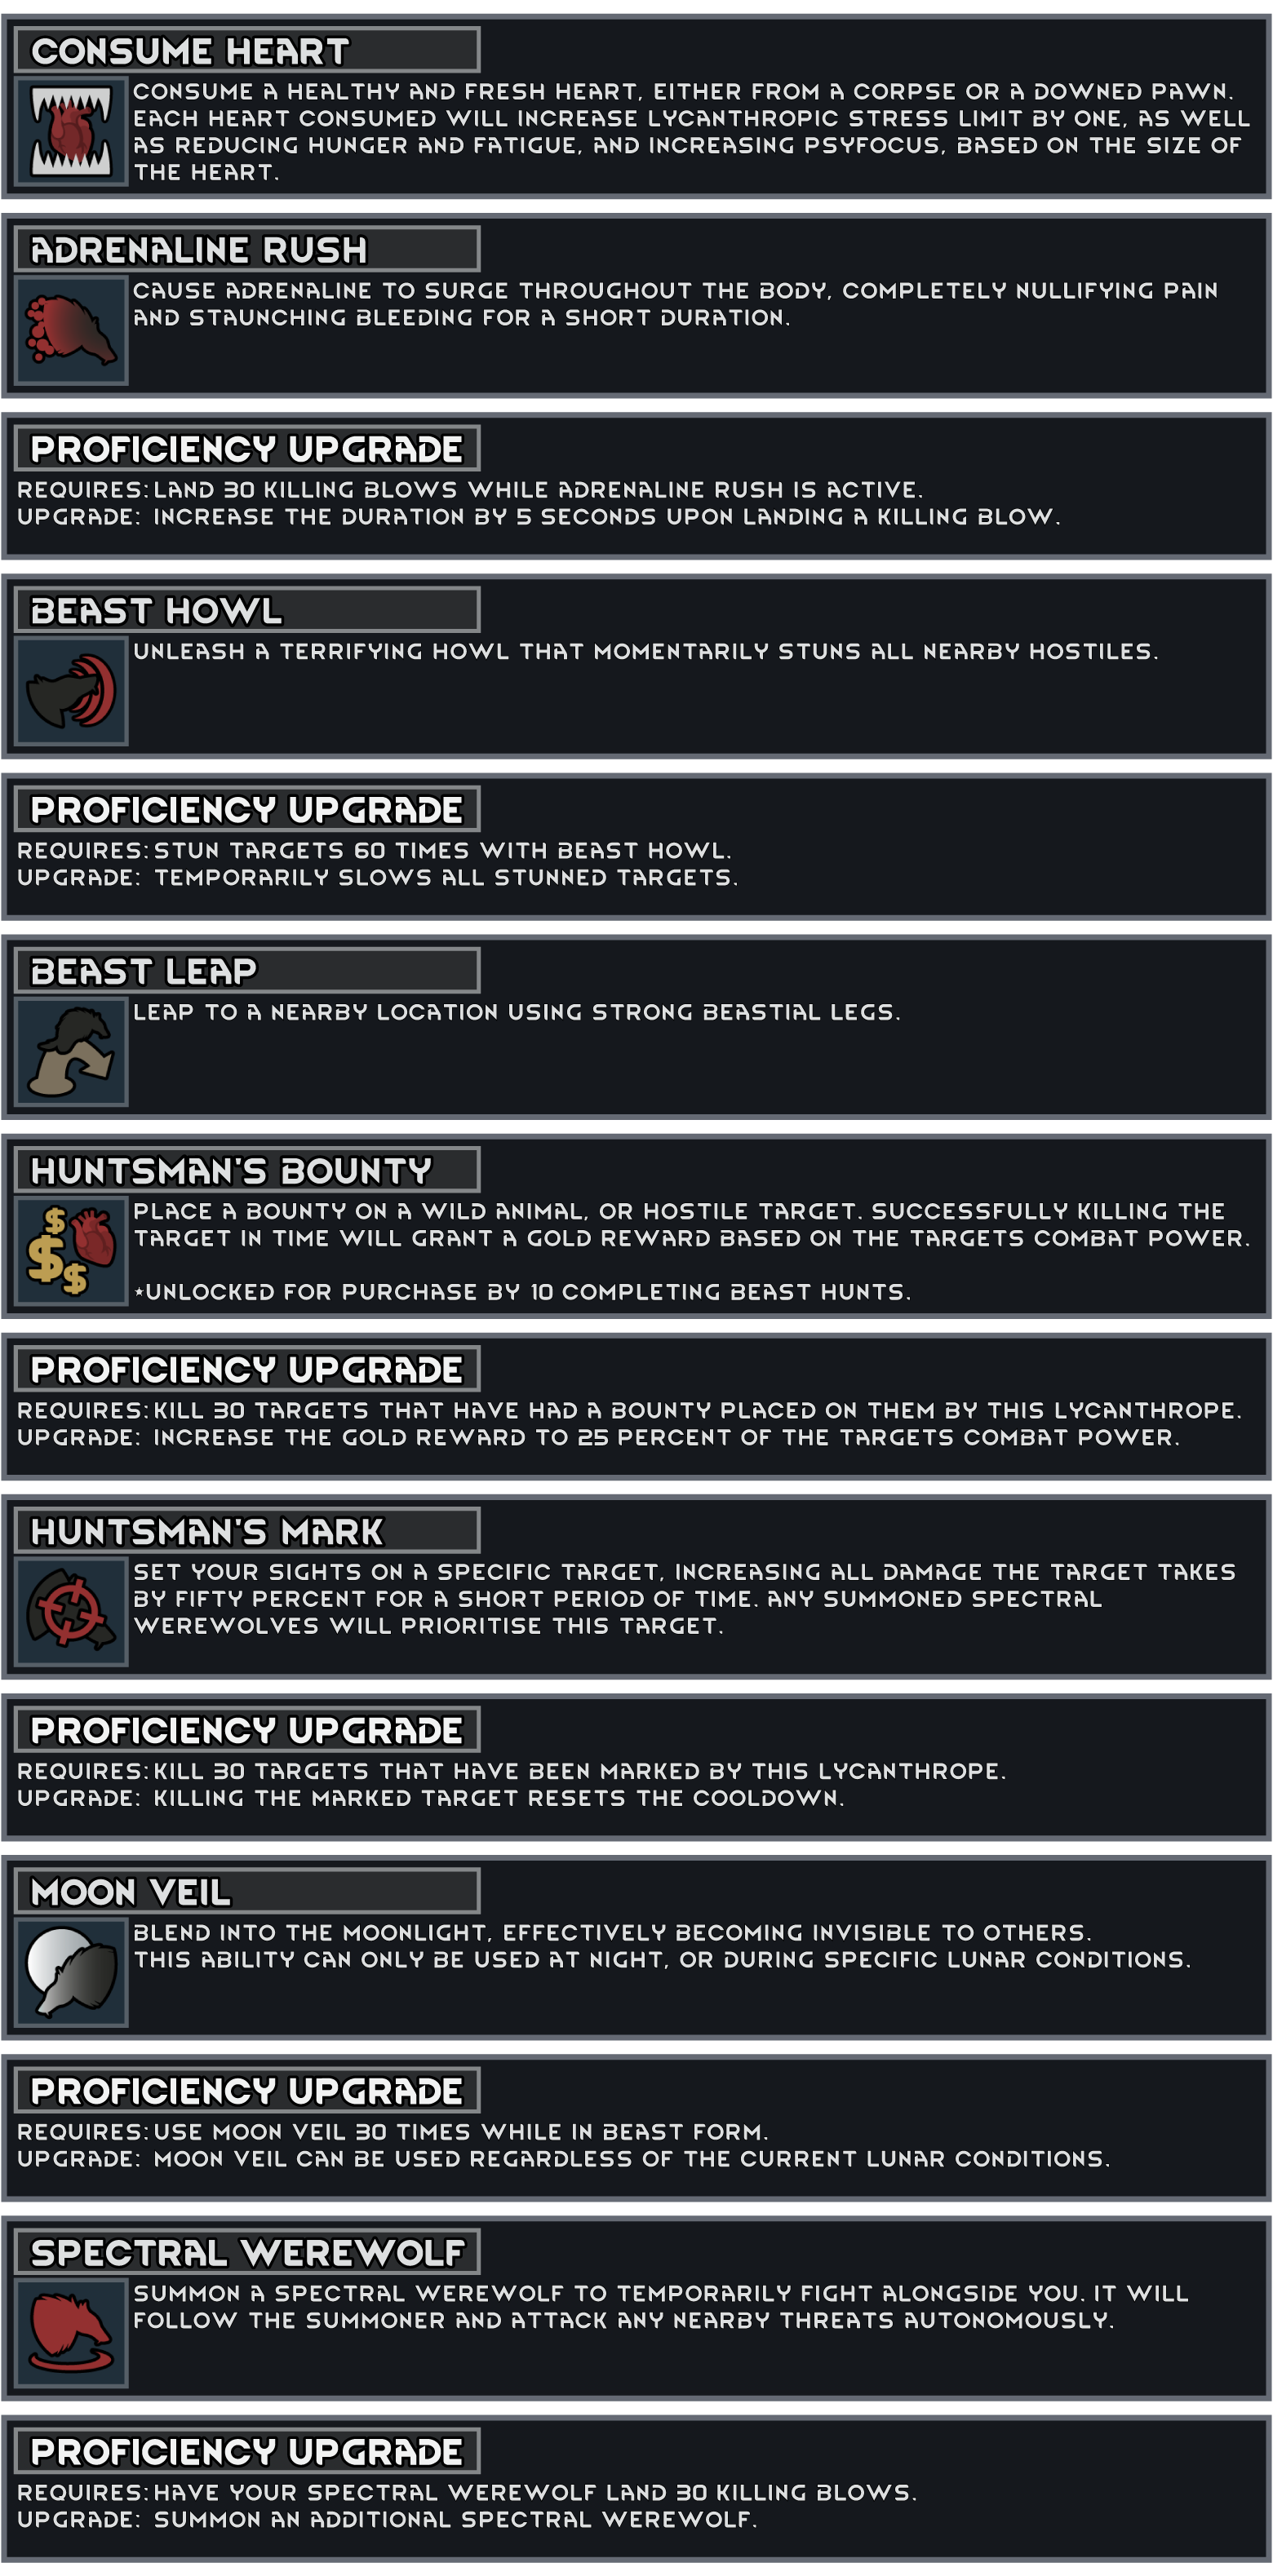 CONSUME HEART
CONSUME A HEALTHY AND FRESH HEART, EITHER FROM A CORPSE OR A DOWNED PAWN.
EACH HEART CONSUMED WILL INCREASE LYCANTHROPIC STRESS LIMIT BY ONE, AS WELL
AS REDUCING HUNGER AND FATIGUE, AND INCREASING PSYFOCUS, BASED ON THE SIZE OF
THE HEART.
ADRENALINE RUSH
CAUSE ADRENALINE TO SURGE THROUGHOUT THE BODY, COMPLETELY NULLIFYING PAIN
AND STAUNCHING BLEEDING FOR A SHORT DURATION.
PROFICIENCY UPGRADE
REQUIRES: LAND 30 KILLING BLOWS WHILE ADRENALINE RUSH IS ACTIVE.
UPGRADE: INCREASE THE DURATION BY 5 SECONDS UPON LANDING A KILLING BLOW.
BEAST HOWL
UNLEASH A TERRIFYING HOWL THAT MOMENTARILY STUNS ALL NEARBY HOSTILES.
PROFICIENCY UPGRADE
REQUIRES: STUN TARGETS 60 TIMES WITH BEAST HOWL.
UPGRADE: TEMPORARILY SLOWS ALL STUNNED TARGETS.
BEAST LEAP
LEAP TO A NEARBY LOCATION USING STRONG BEASTIAL LEGS.
HUNTSMAN'S BOUNTY
PLACE A BOUNTY ON A WILD ANIMAL, OR HOSTILE TARGET. SUCCESSFULLY KILLING THE
TARGET IN TIME WILL GRANT A GOLD REWARD BASED ON THE TARGETS COMBAT POWER.
*UNLOCKED FOR PURCHASE BY 10 COMPLETING BEAST HUNTS.
PROFICIENCY UPGRADE
REQUIRES: KILL 30 TARGETS THAT HAVE HAD A BOUNTY PLACED ON THEM BY THIS LYCANTHROPE.
UPGRADE: INCREASE THE GOLD REWARD TO 25 PERCENT OF THE TARGETS COMBAT POWER.
HUNTSMAN'S MARK
SET YOUR SIGHTS ON A SPECIFIC TARGET, INCREASING ALL DAMAGE THE TARGET TAKES
BY FIFTY PERCENT FOR A SHORT PERIOD OF TIME. ANY SUMMONED SPECTRAL
WEREWOLVES WILL PRIORITISE THIS TARGET.
PROFICIENCY UPGRADE
REQUIRES: KILL 30 TARGETS THAT HAVE BEEN MARKED BY THIS LYCANTHROPE.
UPGRADE: KILLING THE MARKED TARGET RESETS THE COOLDOWN.
MOON VEIL
BLEND INTO THE MOONLIGHT, EFFECTIVELY BECOMING INVISIBLE TO OTHERS.
THIS ABILITY CAN ONLY BE USED AT NIGHT, OR DURING SPECIFIC LUNAR CONDITIONS.
PROFICIENCY UPGRADE
REQUIRES: USE MOON VEIL 30 TIMES WHILE IN BEAST FORM.
UPGRADE: MOON VEIL CAN BE USED REGARDLESS OF THE CURRENT LUNAR CONDITIONS.
SPECTRAL WEREWOLF
SUMMON A SPECTRAL WEREWOLF TO TEMPORARILY FIGHT ALONGSIDE YOU. IT WILL
FOLLOW THE SUMMONER AND ATTACK ANY NEARBY THREATS AUTONOMOUSLY.
PROFICIENCY UPGRADE
REQUIRES: HAVE YOUR SPECTRAL WEREWOLF LAND 30 KILLING BLOWS.
UPGRADE: SUMMON AN ADDITIONAL SPECTRAL WEREWOLF.